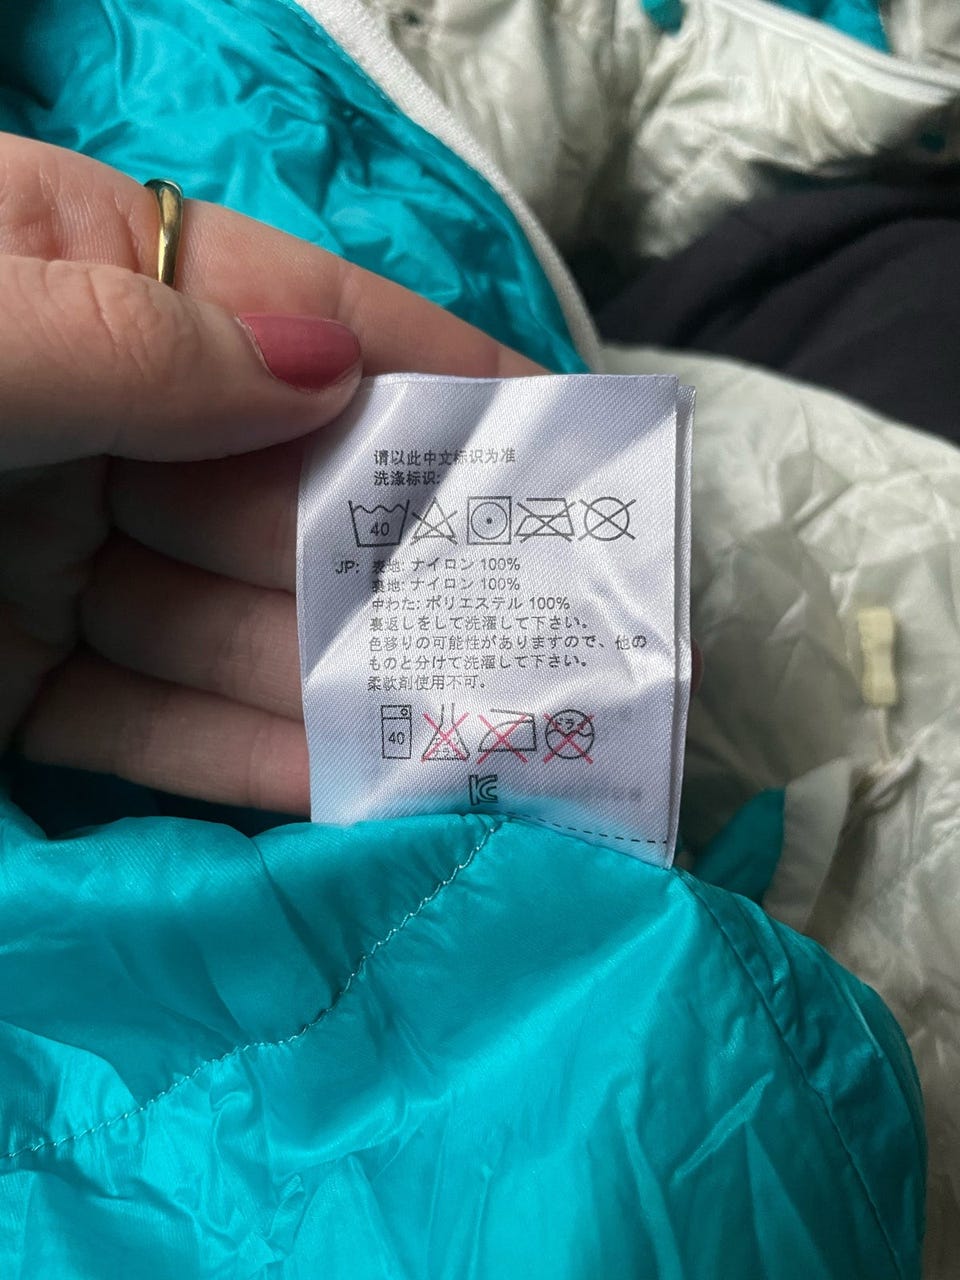 请以此中文标识为准
洗涤标识:
40
JP: 表地: ナイロン 100%
裏地: ナイロン 100%
中わた: ポリエステル 100%
裏返しをして洗濯して下さい。
色移りの可能性がありますので、他の
ものと分けて洗濯して下さい。
柔軟剤使用不可。
40 ドライ